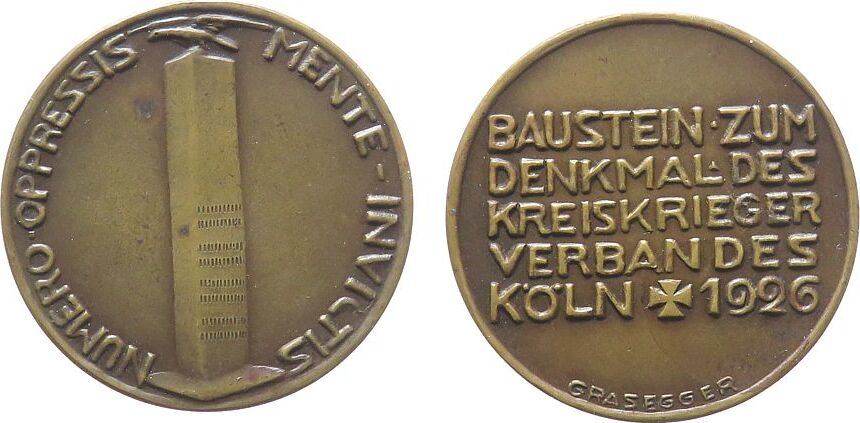 NUMERO·OPPRESSIS MENTE-INVICTIS
BAUSTEIN·ZUM
DENKMAL·DES
KREISKRIEGER
VERBANDES
KÖLN ✠ 1926
GRASEGGER